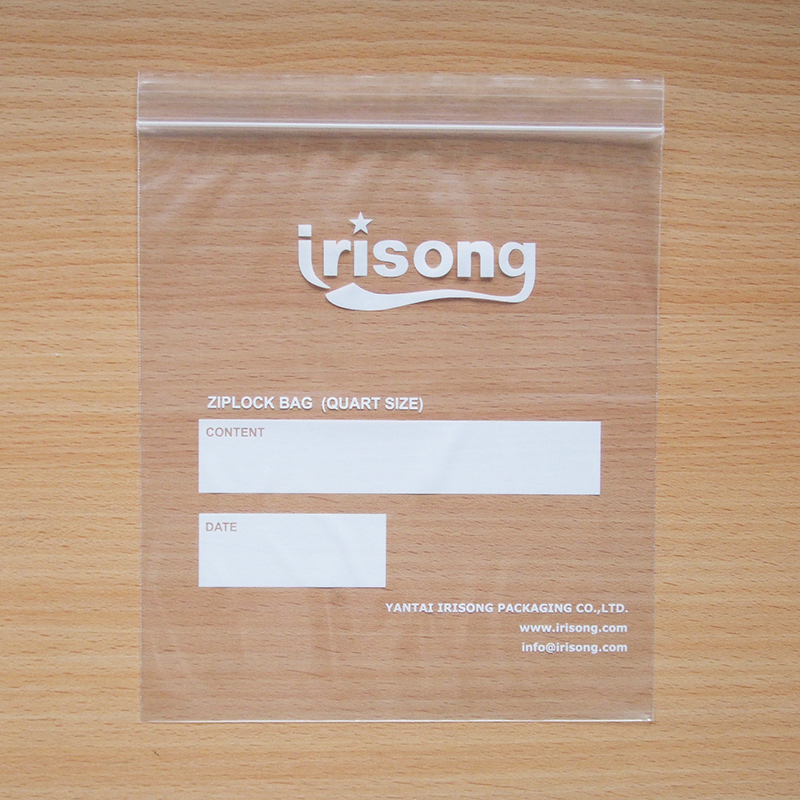 irisong
ZIPLOCK BAG (QUART SIZE)
CONTENT
DATE
YANTAI IRISONG PACKAGING CO.,LTD.
www.irisong.com
info@irisong.com